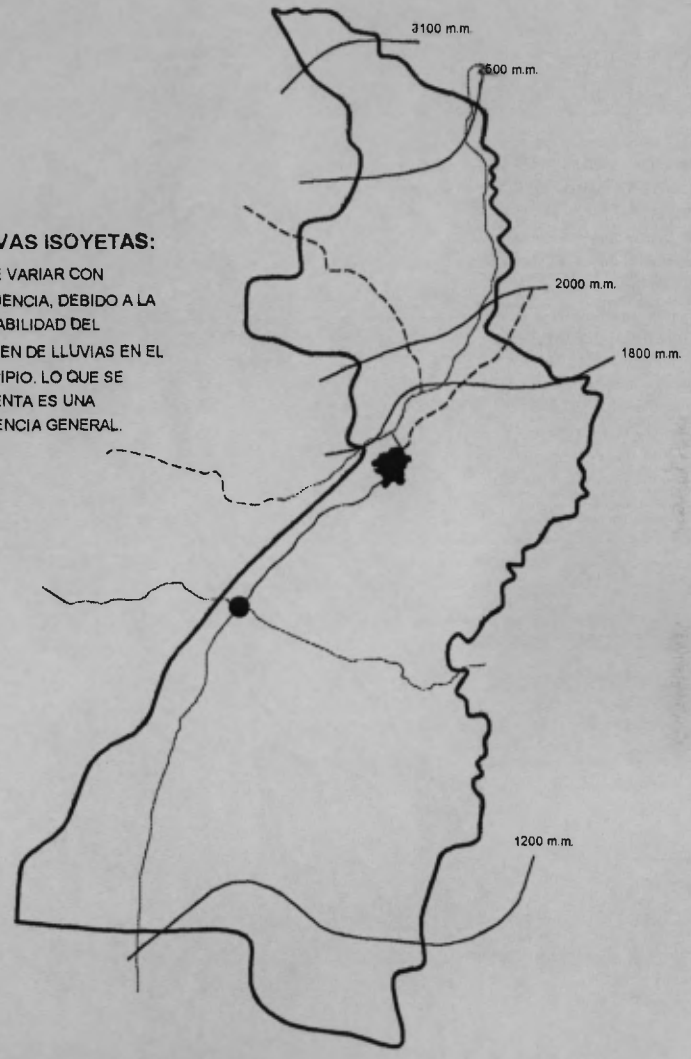 3100 m.m.
2500 m.m.
VAS ISOYETAS:
E VARIAR CON
DENCIA, DEBIDO A LA
ABILIDAD DEL
EN DE LLUVIAS EN EL
IPIO. LO QUE SE
ENTA ES UNA
ENCIA GENERAL.
2000 m.m.
1800 m.m.
1200 m.m.